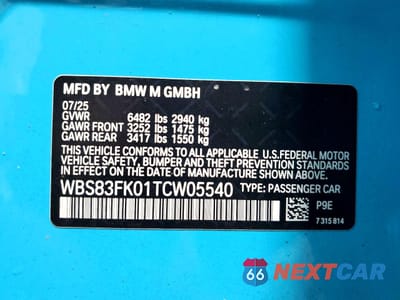 MFD BY BMW M GMBH
07/25
GVWR 6482 lbs 2940 kg
GAWR FRONT 3252 lbs 1475 kg
GAWR REAR 3417 lbs 1550 kg
THIS VEHICLE CONFORMS TO ALL APPLICABLE U.S.FEDERAL MOTOR
VEHICLE SAFETY, BUMPER, AND THEFT PREVENTION STANDARDS
IN EFFECT ON THE DATE OF MANUFACTURE SHOWN ABOVE.
WBS83FK01TCW05540 TYPE: PASSENGER CAR
P9E
7 315 814
66 NEXTCAR